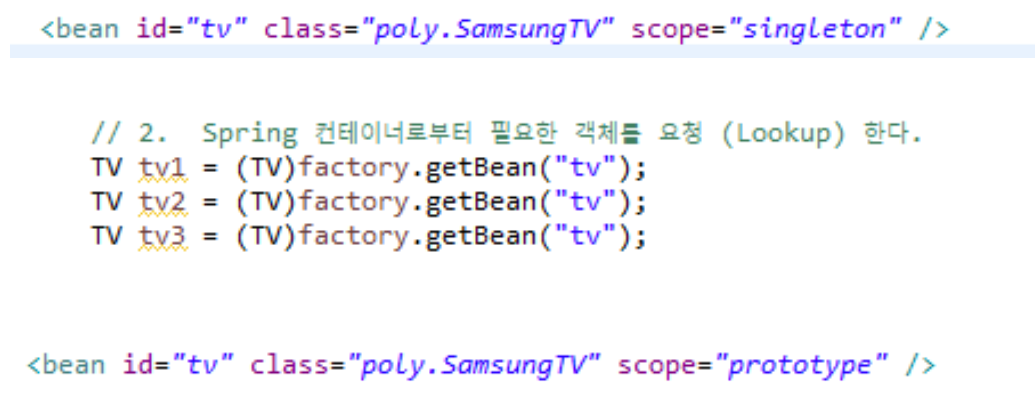 <bean id="tv" class="poly.SamsungTV" scope="singleton" />
// 2.  Spring 컨테이너로부터 필요한 객체를 요청 (Lookup) 한다.
TV tv1 = (TV)factory.getBean("tv");
TV tv2 = (TV)factory.getBean("tv");
TV tv3 = (TV)factory.getBean("tv");
<bean id="tv" class="poly.SamsungTV" scope="prototype" />